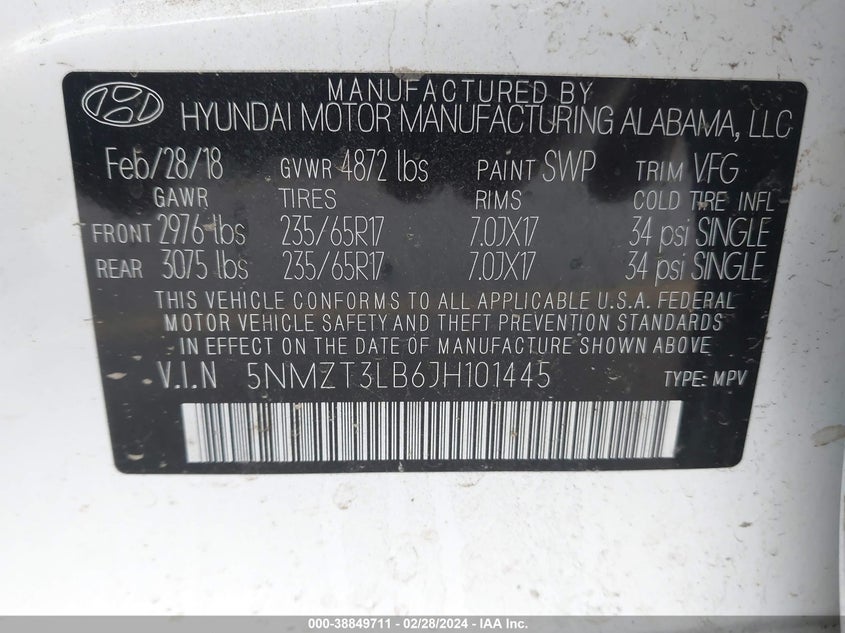 MANUFACTURED BY
HYUNDAI MOTOR MANUFACTURING ALABAMA, LLC
Feb/28/18 GVWR 4872 lbs PAINT SWP TRIM VFG
GAWR TIRES RIMS COLD TIRE INFL
FRONT 2976 lbs 235/65R17 7.0JX17 34 psi SINGLE
REAR 3075 lbs 235/65R17 7.0JX17 34 psi SINGLE
THIS VEHICLE CONFORMS TO ALL APPLICABLE U.S.A. FEDERAL
MOTOR VEHICLE SAFETY AND THEFT PREVENTION STANDARDS
IN EFFECT ON THE DATE OF MANUFACTURE SHOWN ABOVE.
V.I.N 5NMZT3LB6JH101445 TYPE: MPV
000-38849711 - 02/28/2024 - IAA Inc.